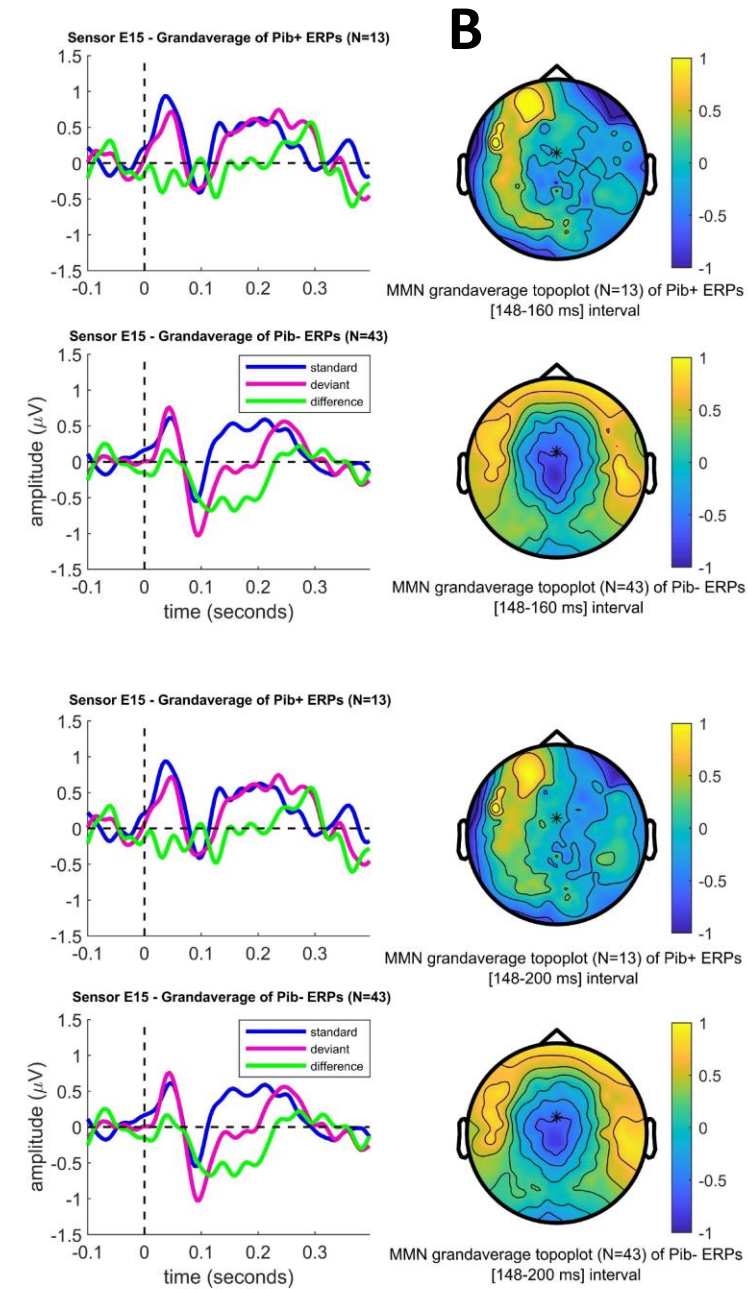 B
Sensor E15 - Grandaverage of Pib+ ERPs (N=13)
1.5
1
0.5
0
-0.5
-1
-1.5
-0.1 0 0.1 0.2 0.3
1
0.5
0
-0.5
-1
MMN grandaverage topoplot (N=13) of Pib+ ERPs
[148-160 ms] interval
Sensor E15 - Grandaverage of Pib- ERPs (N=43)
standard
deviant
difference
amplitude (μV)
1.5
1
0.5
0
-0.5
-1
-1.5
-0.1 0 0.1 0.2 0.3
time (seconds)
1
0.5
0
-0.5
-1
MMN grandaverage topoplot (N=43) of Pib- ERPs
[148-160 ms] interval
Sensor E15 - Grandaverage of Pib+ ERPs (N=13)
1.5
1
0.5
0
-0.5
-1
-1.5
-0.1 0 0.1 0.2 0.3
1
0.5
0
-0.5
-1
MMN grandaverage topoplot (N=13) of Pib+ ERPs
[148-200 ms] interval
Sensor E15 - Grandaverage of Pib- ERPs (N=43)
standard
deviant
difference
amplitude (μV)
1.5
1
0.5
0
-0.5
-1
-1.5
-0.1 0 0.1 0.2 0.3
time (seconds)
1
0.5
0
-0.5
-1
MMN grandaverage topoplot (N=43) of Pib- ERPs
[148-200 ms] interval